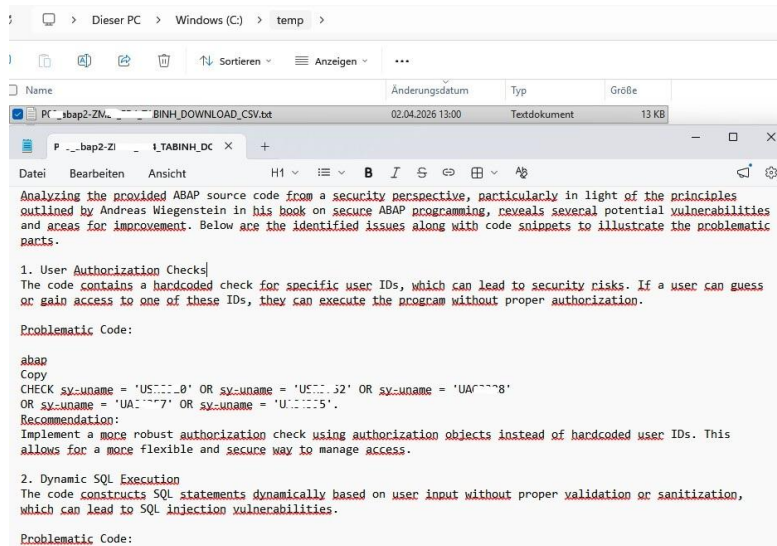 Dieser PC > Windows (C:) > temp >
Sortieren Anzeigen ...
Name Änderungsdatum Typ Größe
BINH_DOWNLOAD_CSV.txt 02.04.2026 13:00 Textdokument 13 KB
TABINH_DC × +
Datei Bearbeiten Ansicht H1 B I S
Analyzing the provided ABAP source code from a security perspective, particularly in light of the principles
outlined by Andreas Wiegenstein in his book on secure ABAP programming, reveals several potential vulnerabilities
and areas for improvement. Below are the identified issues along with code snippets to illustrate the problematic
parts.
1. User Authorization Checks
The code contains a hardcoded check for specific user IDs, which can lead to security risks. If a user can guess
or gain access to one of these IDs, they can execute the program without proper authorization.
Problematic Code:
abap
Copy
CHECK sy-uname = OR sy-uname = OR sy-uname =
OR sy-uname = OR sy-uname =
Recommendation:
Implement a more robust authorization check using authorization objects instead of hardcoded user IDs. This
allows for a more flexible and secure way to manage access.
2. Dynamic SQL Execution
The code constructs SQL statements dynamically based on user input without proper validation or sanitization,
which can lead to SQL injection vulnerabilities.
Problematic Code: